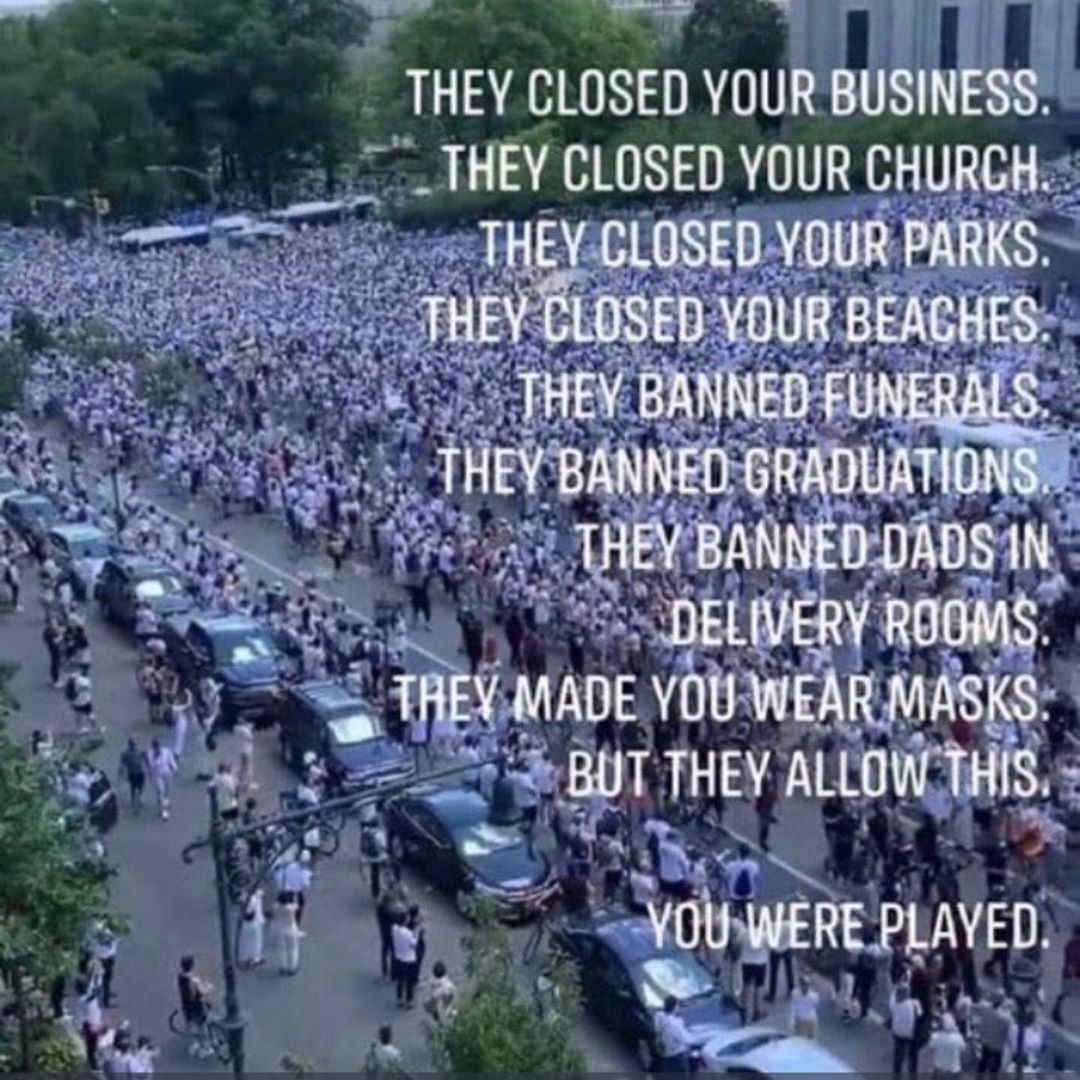 THEY CLOSED YOUR BUSINESS.
THEY CLOSED YOUR CHURCH.
THEY CLOSED YOUR PARKS.
THEY CLOSED YOUR BEACHES.
THEY BANNED FUNERALS.
THEY BANNED GRADUATIONS.
THEY BANNED DADS IN
DELIVERY ROOMS.
THEY MADE YOU WEAR MASKS.
BUT THEY ALLOW THIS.
YOU WERE PLAYED.